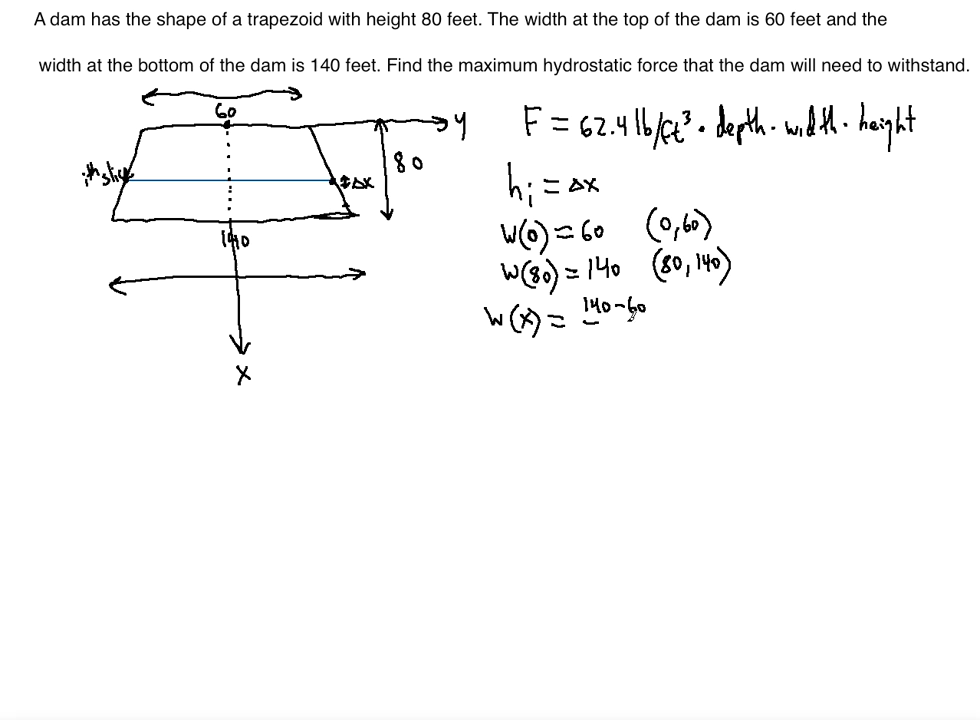 A dam has the shape of a trapezoid with height 80 feet. The width at the top of the dam is 60 feet and the
width at the bottom of the dam is 140 feet. Find the maximum hydrostatic force that the dam will need to withstand.
60
y
F = 62.4 lb/ft³ · depth · width · height
80
ith slice
Δx
hᵢ = Δx
140
w(0) = 60 (0,60)
w(80) = 140 (80,140)
w(x) = 140-60
x